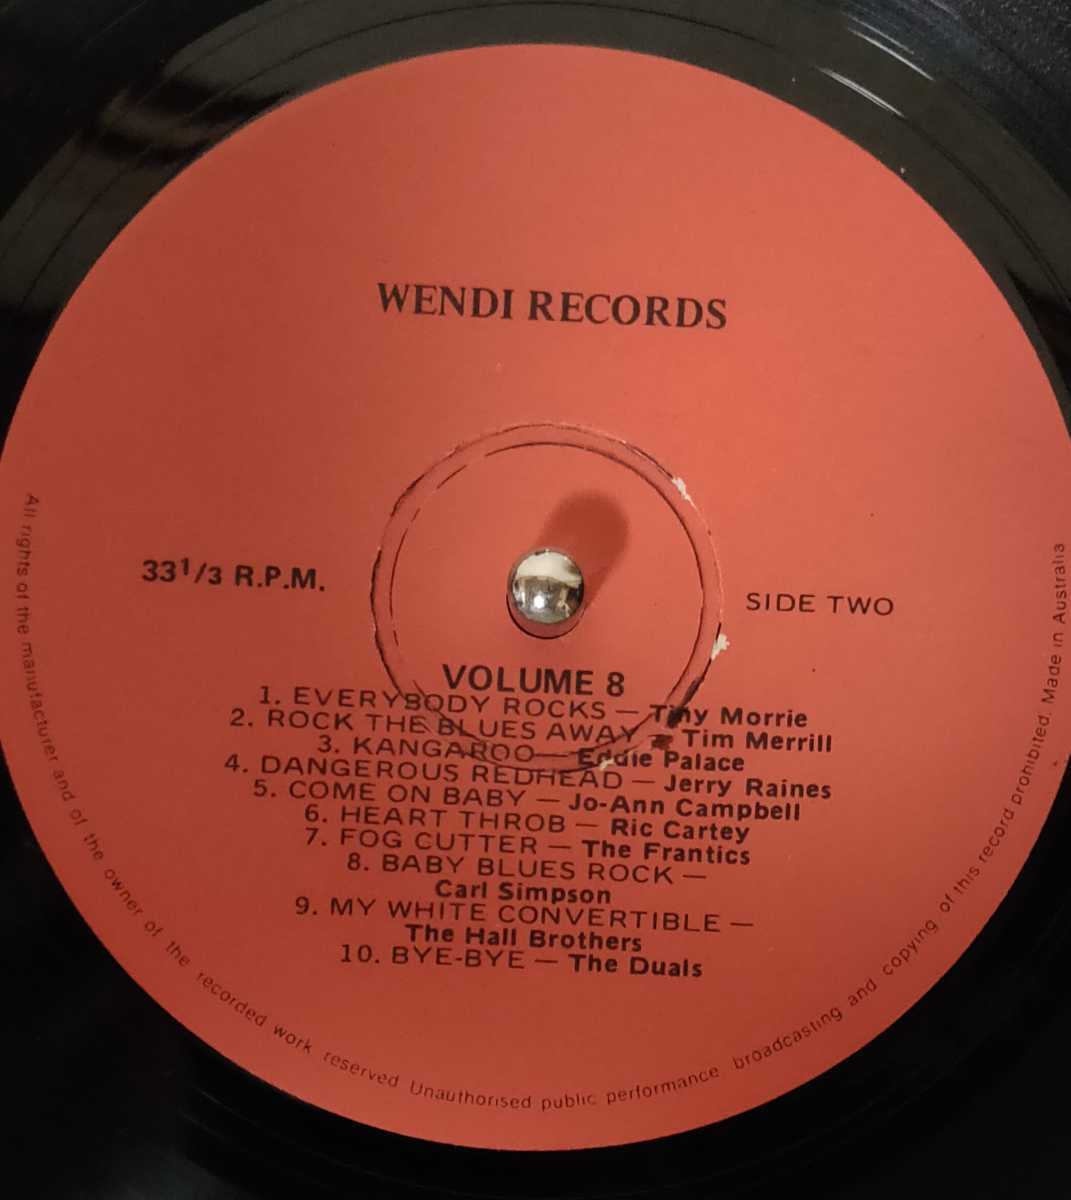 WENDI RECORDS
33 1/3 R.P.M.
SIDE TWO
VOLUME 8
1. EVERYBODY ROCKS — Tiny Morrie
2. ROCK THE BLUES AWAY — Tim Merrill
3. KANGAROO — Eddie Palace
4. DANGEROUS REDHEAD — Jerry Raines
5. COME ON BABY — Jo-Ann Campbell
6. HEART THROB — Ric Cartey
7. FOG CUTTER — The Frantics
8. BABY BLUES ROCK —
Carl Simpson
9. MY WHITE CONVERTIBLE —
The Hall Brothers
10. BYE-BYE — The Duals
All rights of the manufacturer and of the owner of the recorded work reserved Unauthorised public performance broadcasting and copying of this record prohibited. Made in Australia